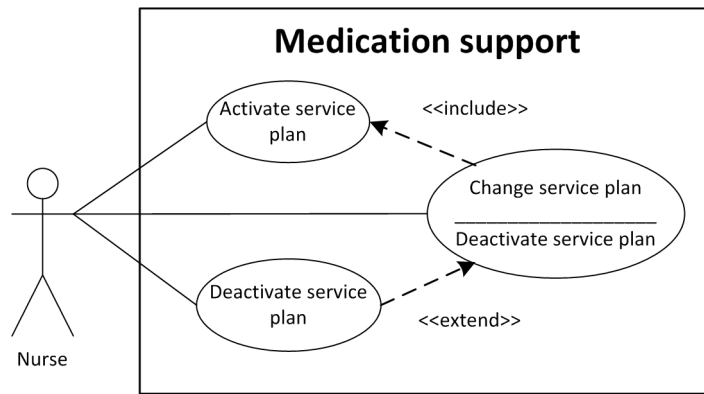 Medication support
Activate service
plan
<<include>>
Change service plan
Deactivate service plan
Deactivate service
plan
<<extend>>
Nurse